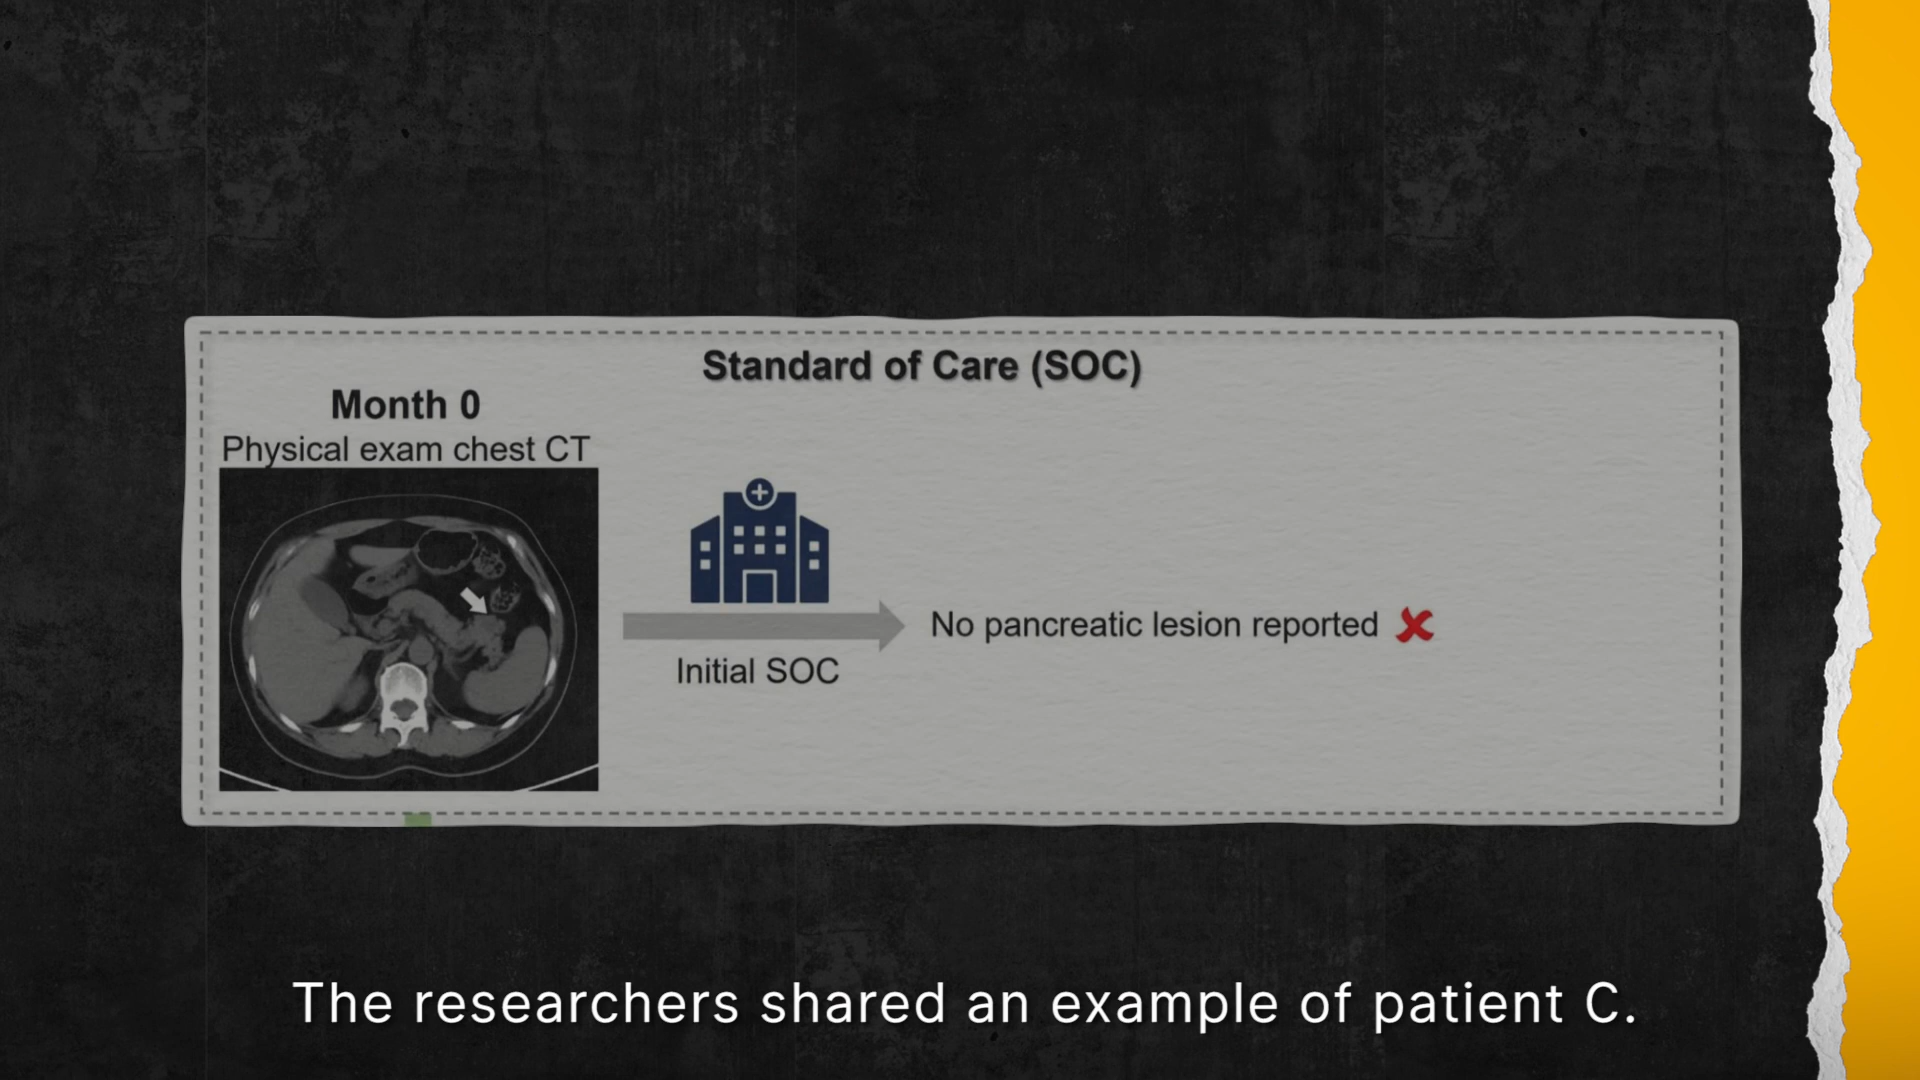 Standard of Care (SOC)
Month 0
Physical exam chest CT
No pancreatic lesion reported
Initial SOC
The researchers shared an example of patient C.